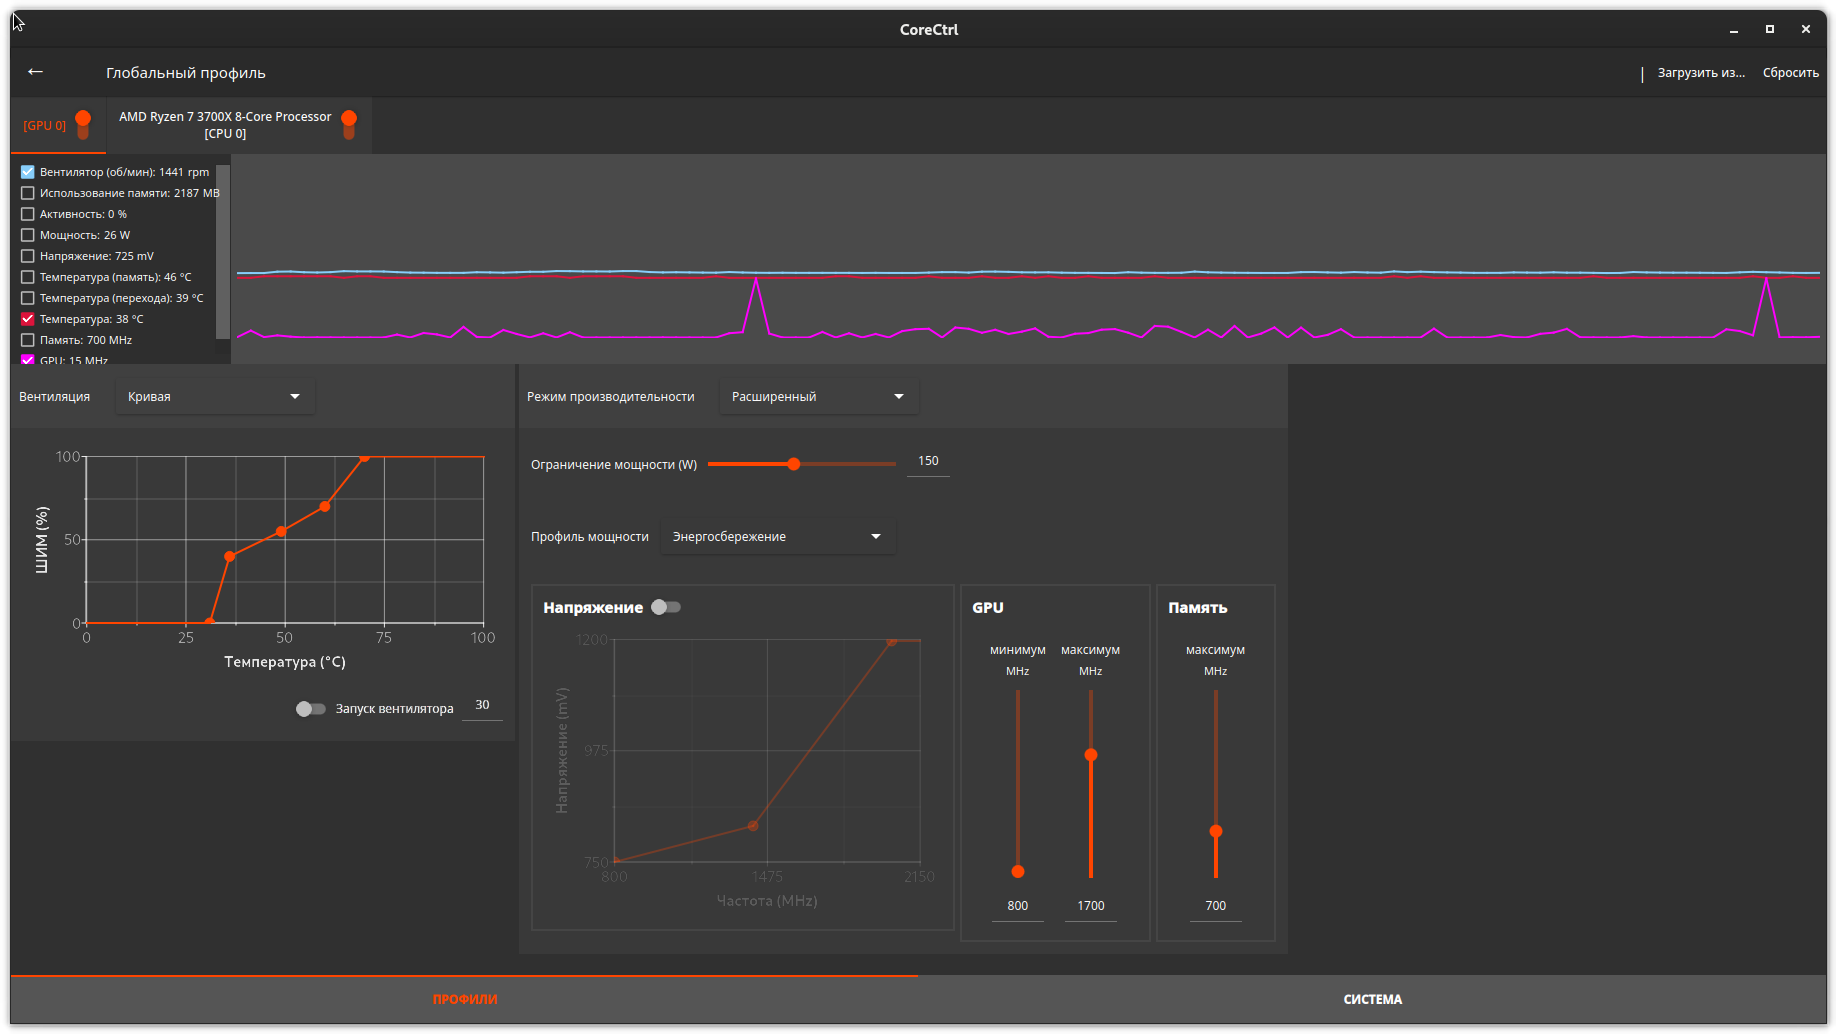 CoreCtrl
Глобальный профиль
Загрузить из...
Сбросить
[GPU 0]
AMD Ryzen 7 3700X 8-Core Processor
[CPU 0]
Вентилятор (об/мин): 1441 rpm
Использование памяти: 2187 MB
Активность: 0 %
Мощность: 26 W
Напряжение: 725 mV
Температура (память): 46 °C
Температура (перехода): 39 °C
Температура: 38 °C
Память: 700 MHz
GPU: 15 MHz
Вентиляция
Кривая
100
50
0
ШИМ (%)
0 25 50 75 100
Температура (°C)
Запуск вентилятора 30
Режим производительности
Расширенный
Ограничение мощности (W) 150
Профиль мощности
Энергосбережение
Напряжение
1200
975
750
Напряжение (mV)
800 1475 2150
Частота (MHz)
GPU
минимум максимум
MHz MHz
800 1700
Память
максимум
MHz
700
ПРОФИЛИ
СИСТЕМА